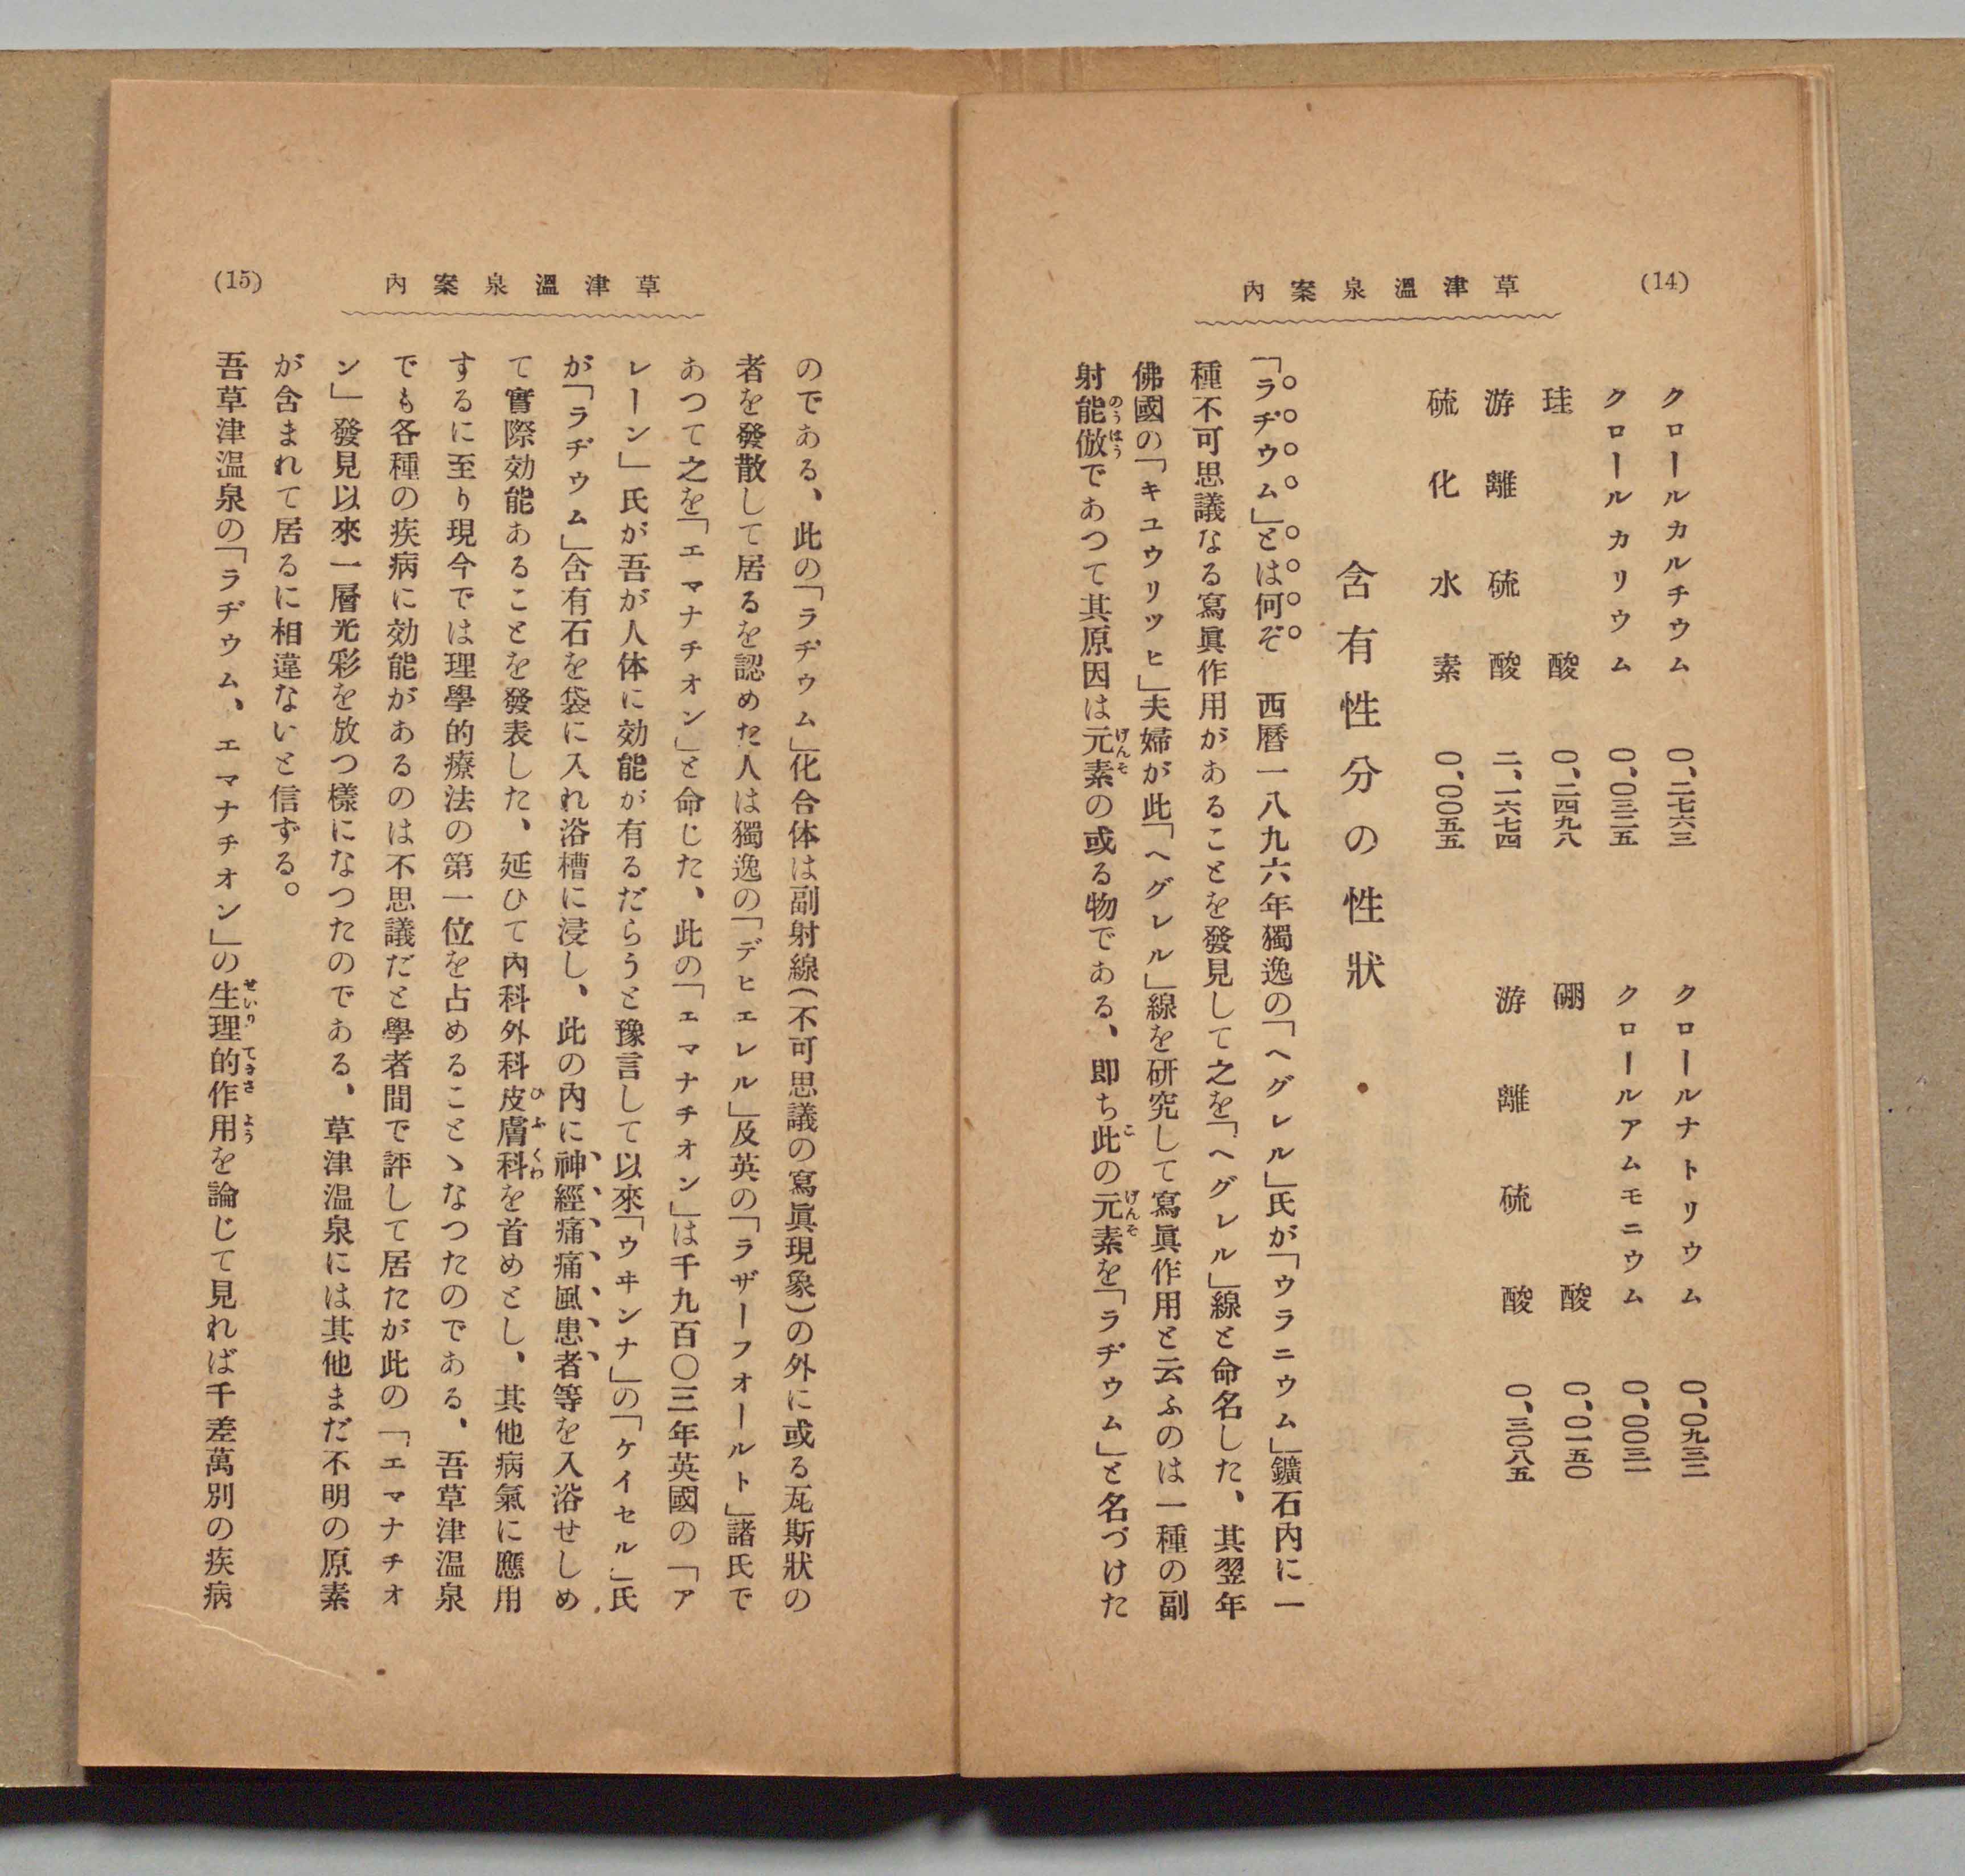 (14)
草津溫泉案內
クロールカルチウム　〇、二七六三　クロールナトリウム　〇、〇九三二
クロールカリウム　〇、〇三二五　クロールアムモニウム　〇、〇〇三一
珪酸　〇、二四九八　硼酸　〇、〇一五〇
游離硫酸　二、一六七四　游離硫酸　〇、三〇八五
硫化水素　〇、〇〇五五
含有性分の性狀
「ラヂウム」とは何ぞ　西曆一八九六年獨逸の「ヘグレル」氏が「ウラニウム」鑛石內に一
種不可思議なる寫眞作用があることを發見して之を「ヘグレル」線と命名した、其翌年
佛國の「キユウリツヒ」夫婦が此「ヘグレル」線を研究して寫眞作用と云ふのは一種の副
射能倣であつて其原因は元素の或る物である、即ち此の元素を「ラヂウム」と名づけた
(15)
草津溫泉案內
のである、此の「ラヂウム」化合体は副射線(不可思議の寫眞現象)の外に或る瓦斯狀の
者を發散して居るを認めた人は獨逸の「デヒエレル」及英の「ラザーフオールト」諸氏で
あつて之を「エマナチオン」と命じた、此の「エマナチオン」は千九百〇三年英國の「ア
レーン」氏が吾が人体に効能が有るだらうと豫言して以來「ウヰンナ」の「ケイセル」氏
が「ラヂウム」含有石を袋に入れ浴槽に浸し、此の內に神經痛痛風患者等を入浴せしめ
て實際効能あることを發表した、延ひて內科外科皮膚科を首めとし、其他病氣に應用
するに至り現今では理學的療法の第一位を占めることゝなつたのである、吾草津溫泉
でも各種の疾病に効能があるのは不思議だと學者間で評して居たが此の「エマナチオ
ン」發見以來一層光彩を放つ樣になつたのである、草津溫泉には其他まだ不明の原素
が含まれて居るに相違ないと信ずる。
吾草津溫泉の「ラヂウム、エマナチオン」の生理的作用を論じて見れば千差萬別の疾病